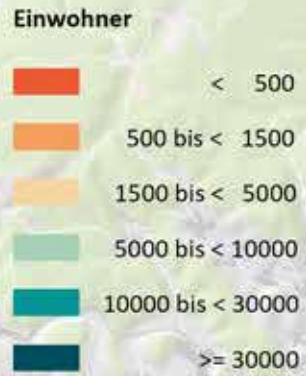 Einwohner
< 500
500 bis < 1500
1500 bis < 5000
5000 bis < 10000
10000 bis < 30000
>= 30000